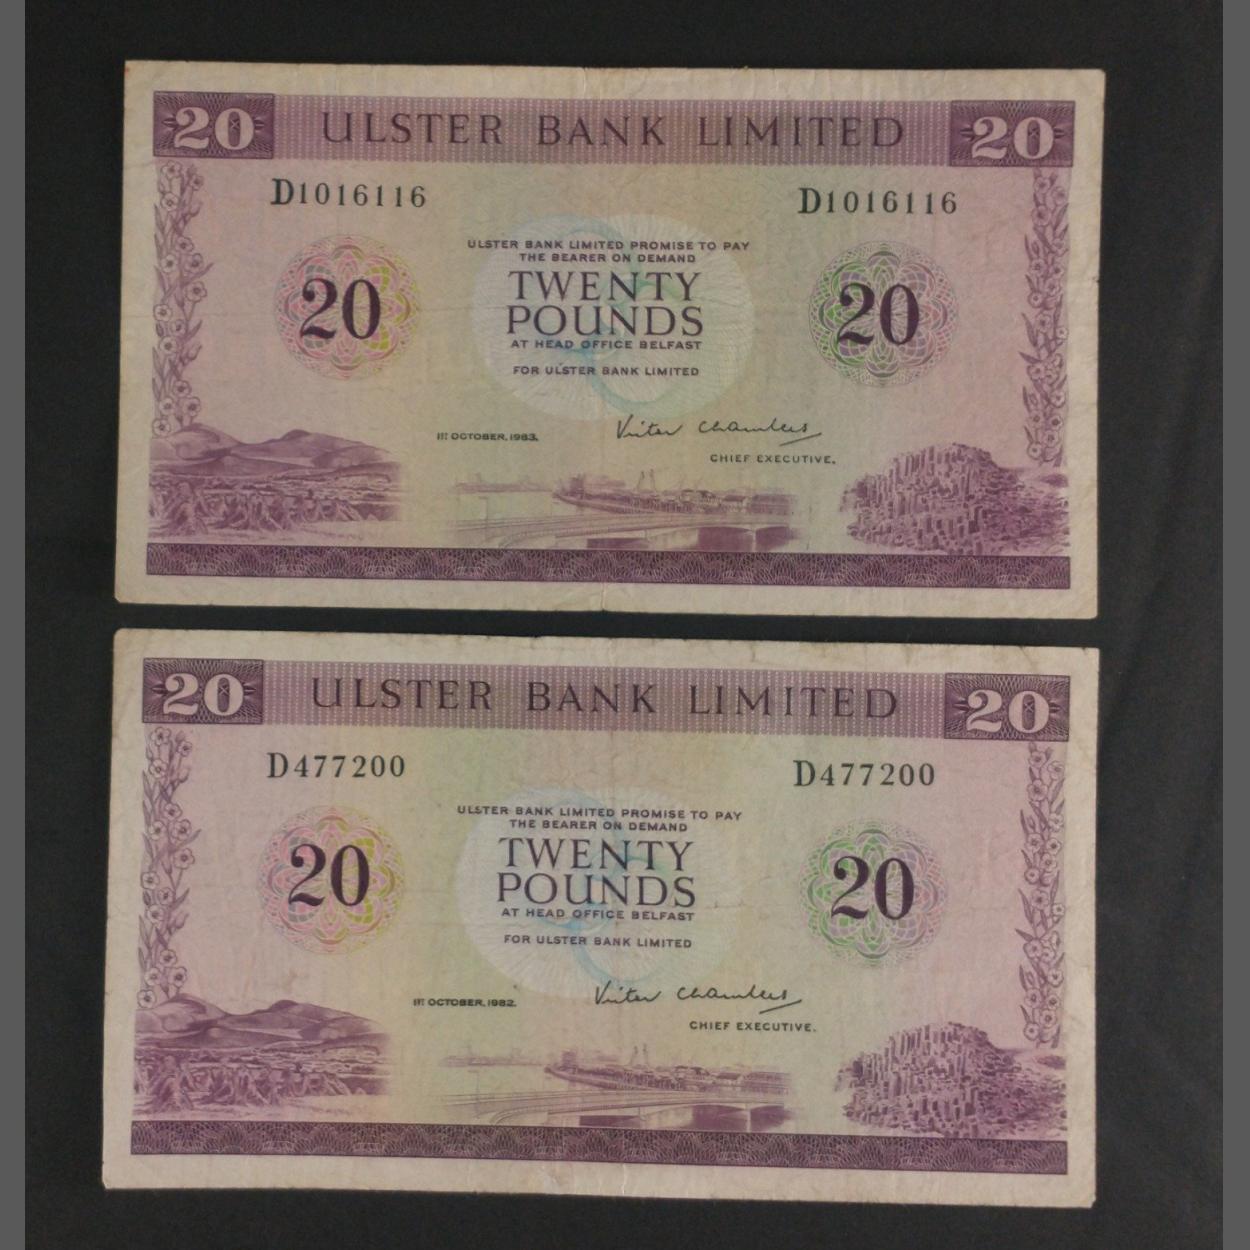 20 ULSTER BANK LIMITED 20
D1016116 D1016116
ULSTER BANK LIMITED PROMISE TO PAY
THE BEARER ON DEMAND
20 TWENTY 20
POUNDS
AT HEAD OFFICE BELFAST
FOR ULSTER BANK LIMITED
1ST OCTOBER, 1983. Victor Chambers
CHIEF EXECUTIVE.
20 ULSTER BANK LIMITED 20
D477200 D477200
ULSTER BANK LIMITED PROMISE TO PAY
THE BEARER ON DEMAND
20 TWENTY 20
POUNDS
AT HEAD OFFICE BELFAST
FOR ULSTER BANK LIMITED
1ST OCTOBER, 1982. Victor Chambers
CHIEF EXECUTIVE.